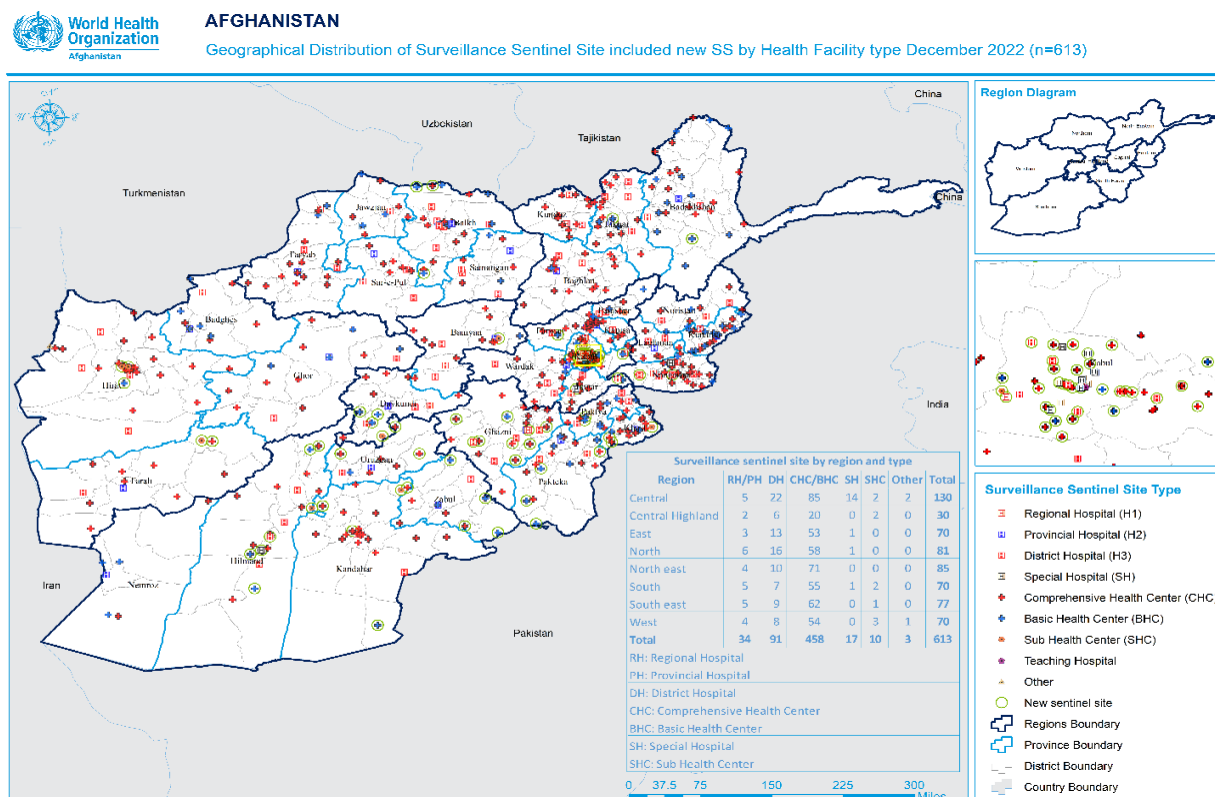 World Health
Organization
Afghanistan
AFGHANISTAN
Geographical Distribution of Surveillance Sentinel Site included new SS by Health Facility type December 2022 (n=613)
China
Uzbokistan
Tajikistan
Turkmenistan
China
Jawzjan
Balkh
Kunduz
Badakhshan
Takhar
Faryab
Sar-e-Pul
Samangan
Baghlan
Badghes
Bamyan
Nuristan
Kapisa
Wardak
Hirat
Ghor
Daikundi
Ghazni
Paktya
Uruzgan
Paktika
Farah
Zabul
Hilmand
Kandahar
Nemroz
Iran
Pakistan
India
Surveillance sentinel site by region and type
Region RH/PH DH CHC/BHC SH SHC Other Total
Central 5 22 85 14 2 2 130
Central Highland 2 6 20 0 2 0 30
East 3 13 53 1 0 0 70
North 6 16 58 1 0 0 81
North east 4 10 71 0 0 0 85
South 5 7 55 1 2 0 70
South east 5 9 62 0 1 0 77
West 4 8 54 0 3 1 70
Total 34 91 458 17 10 3 613
RH: Regional Hospital
PH: Provincial Hospital
DH: District Hospital
CHC: Comprehensive Health Center
BHC: Basic Health Center
SH: Special Hospital
SHC: Sub Health Center
0 37.5 75 150 225 300
Miles
Region Diagram
Kabul
Surveillance Sentinel Site Type
Regional Hospital (H1)
Provincial Hospital (H2)
District Hospital (H3)
Special Hospital (SH)
Comprehensive Health Center (CHC)
Basic Health Center (BHC)
Sub Health Center (SHC)
Teaching Hospital
Other
New sentinel site
Regions Boundary
Province Boundary
District Boundary
Country Boundary